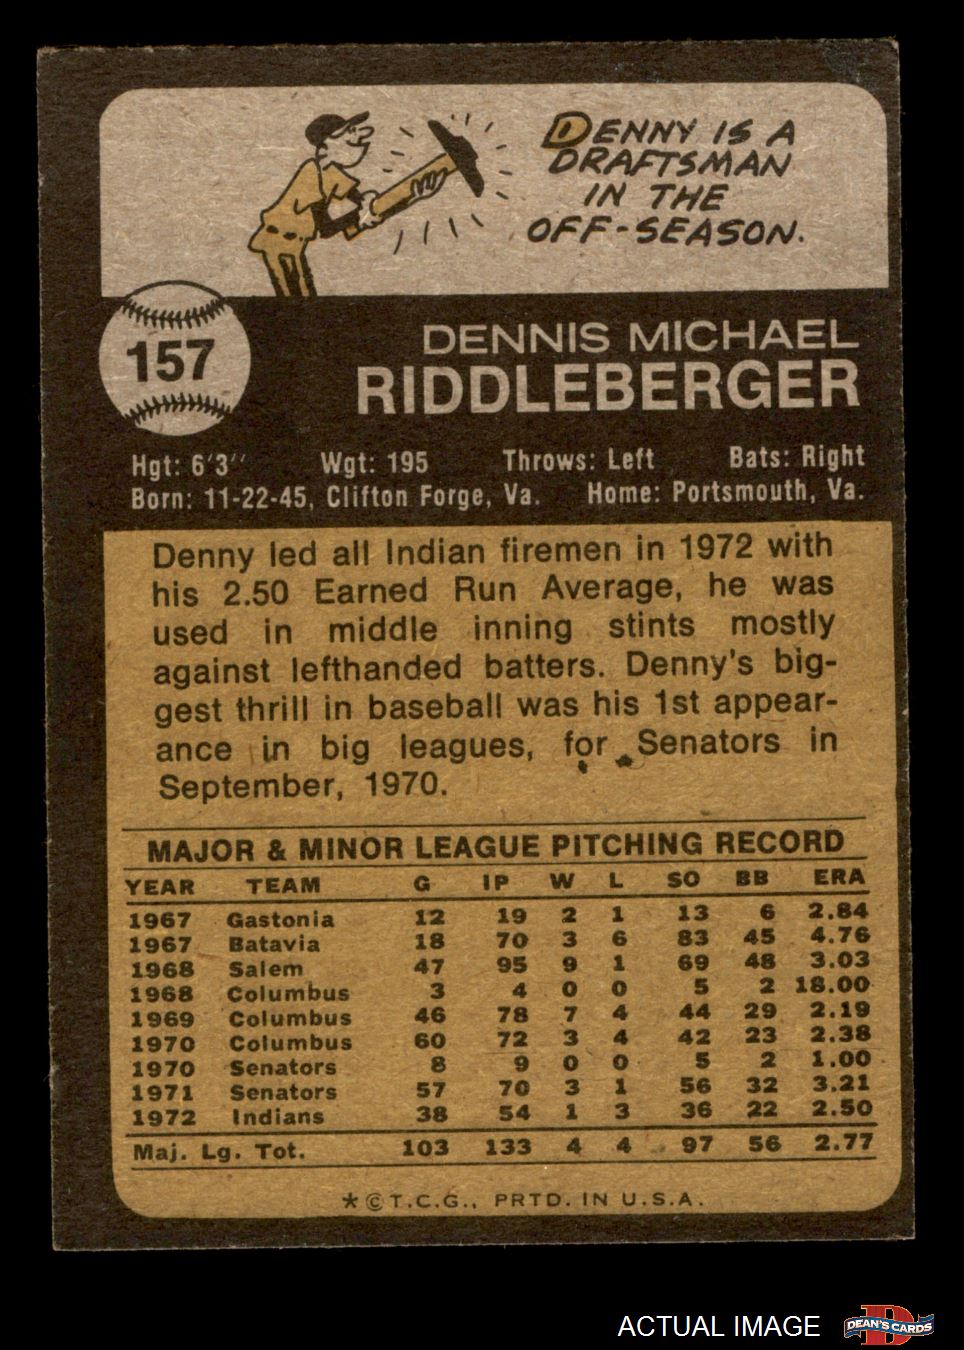 DENNY IS A
DRAFTSMAN
IN THE
OFF-SEASON.
157
DENNIS MICHAEL
RIDDLEBERGER
Hgt: 6'3'' Wgt: 195 Throws: Left Bats: Right
Born: 11-22-45, Clifton Forge, Va. Home: Portsmouth, Va.
Denny led all Indian firemen in 1972 with
his 2.50 Earned Run Average, he was
used in middle inning stints mostly
against lefthanded batters. Denny's big-
gest thrill in baseball was his 1st appear-
ance in big leagues, for Senators in
September, 1970.
MAJOR & MINOR LEAGUE PITCHING RECORD
YEAR TEAM G IP W L SO BB ERA
1967 Gastonia 12 19 2 1 13 6 2.84
1967 Batavia 18 70 3 6 83 45 4.76
1968 Salem 47 95 9 1 69 48 3.03
1968 Columbus 3 4 0 0 5 2 18.00
1969 Columbus 46 78 7 4 44 29 2.19
1970 Columbus 60 72 3 4 42 23 2.38
1970 Senators 8 9 0 0 5 2 1.00
1971 Senators 57 70 3 1 56 32 3.21
1972 Indians 38 54 1 3 36 22 2.50
Maj. Lg. Tot. 103 133 4 4 97 56 2.77
*©T.C.G., PRTD. IN U.S.A.
ACTUAL IMAGE
D
DEAN'S CARDS